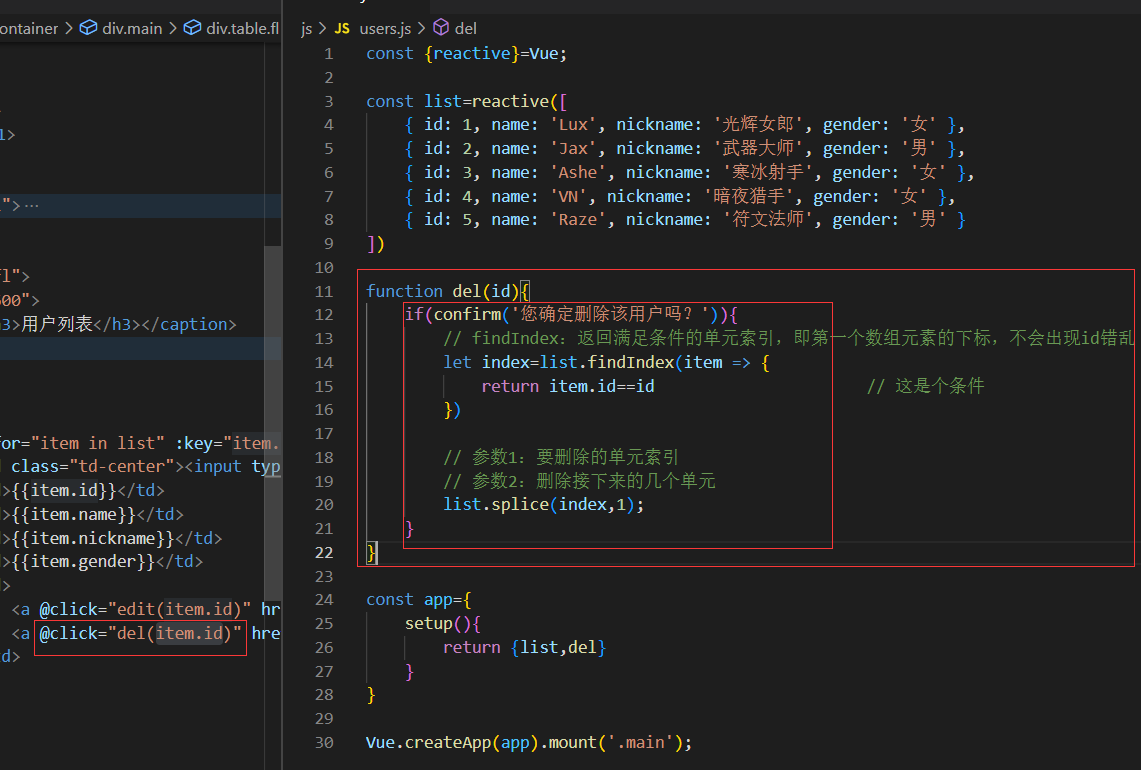 ontainer > div.main > div.table.fl
js > JS users.js > del
1 const {reactive}=Vue;
2
3 const list=reactive([
4 { id: 1, name: 'Lux', nickname: '光辉女郎', gender: '女' },
5 { id: 2, name: 'Jax', nickname: '武器大师', gender: '男' },
6 { id: 3, name: 'Ashe', nickname: '寒冰射手', gender: '女' },
7 { id: 4, name: 'VN', nickname: '暗夜猎手', gender: '女' },
8 { id: 5, name: 'Raze', nickname: '符文法师', gender: '男' }
9 ])
10
11 function del(id){
12 if(confirm('您确定删除该用户吗？')){
13 // findIndex：返回满足条件的单元索引，即第一个数组元素的下标，不会出现id错乱
14 let index=list.findIndex(item => {
15 return item.id==id // 这是个条件
16 })
17
18 // 参数1：要删除的单元索引
19 // 参数2：删除接下来的几个单元
20 list.splice(index,1);
21 }
22 }
23
24 const app={
25 setup(){
26 return {list,del}
27 }
28 }
29
30 Vue.createApp(app).mount('.main');
l>
">···
l">
00">
3>用户列表</h3></caption>
or="item in list" :key="item.
class="td-center"><input typ
>{{item.id}}</td>
>{{item.name}}</td>
>{{item.nickname}}</td>
>{{item.gender}}</td>
>
<a @click="edit(item.id)" hr
<a @click="del(item.id)" hre
d>